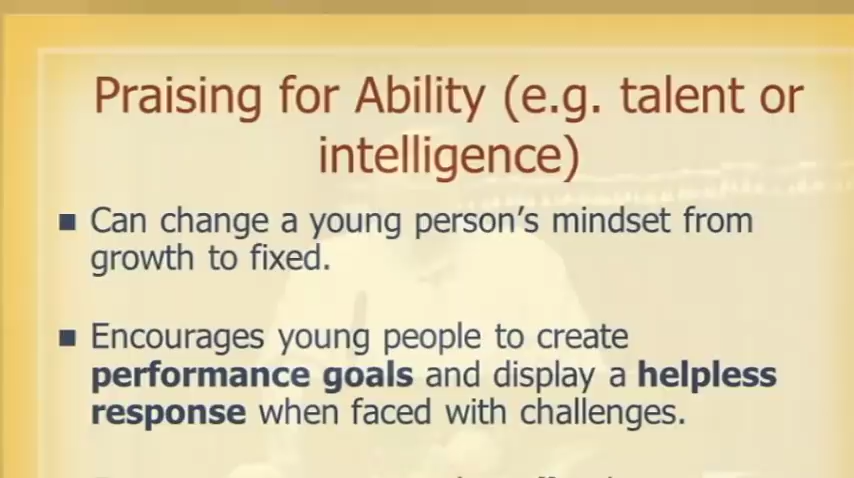 Praising for Ability (e.g. talent or
intelligence)
■ Can change a young person's mindset from
growth to fixed.
■ Encourages young people to create
performance goals and display a helpless
response when faced with challenges.